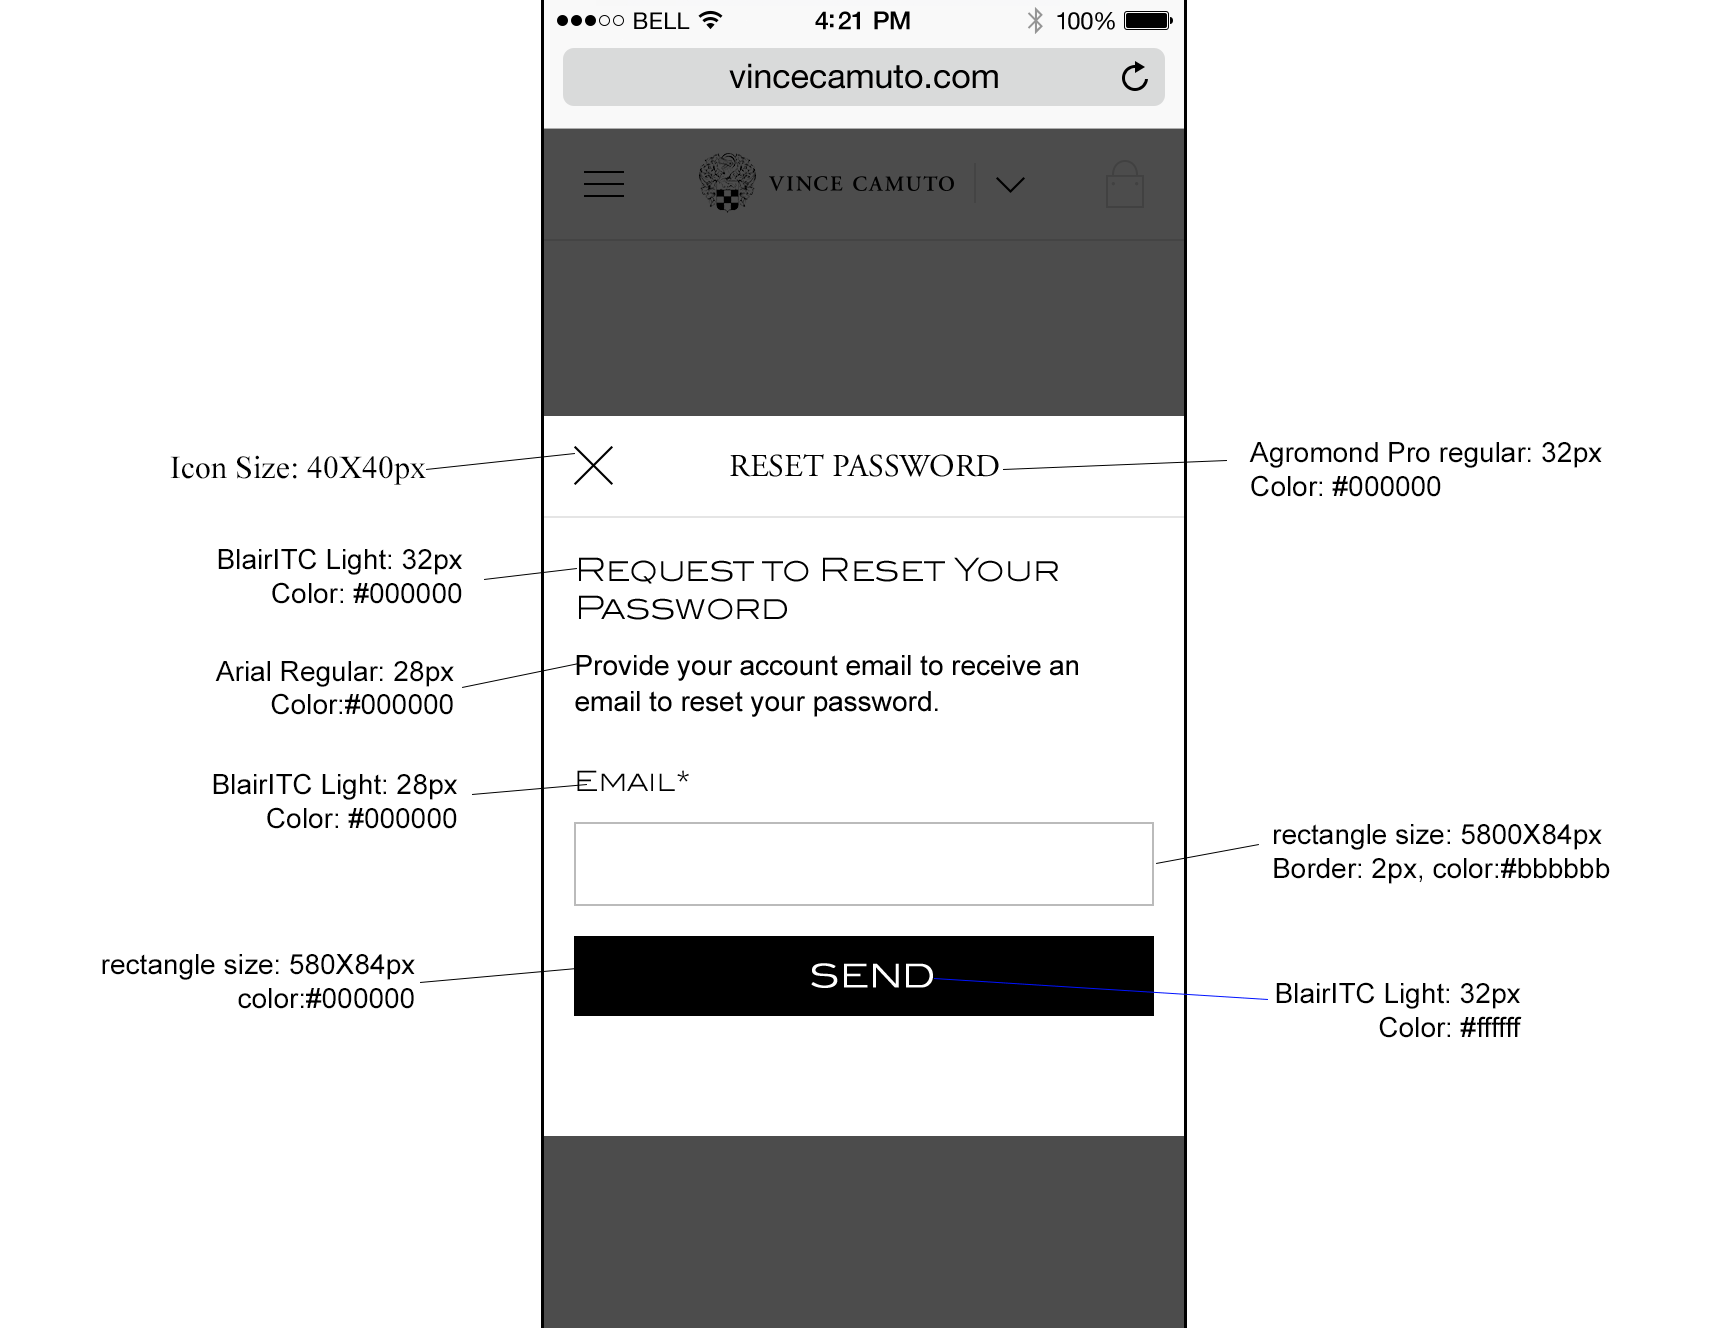 BELL 4:21 PM 100%
vincecamuto.com
VINCE CAMUTO
Icon Size: 40X40px
RESET PASSWORD
Agromond Pro regular: 32px
Color: #000000
BlairITC Light: 32px
Color: #000000
Request to Reset Your
Password
Arial Regular: 28px
Color:#000000
Provide your account email to receive an
email to reset your password.
BlairITC Light: 28px
Color: #000000
Email*
rectangle size: 5800X84px
Border: 2px, color:#bbbbbb
rectangle size: 580X84px
color:#000000
SEND
BlairITC Light: 32px
Color: #ffffff